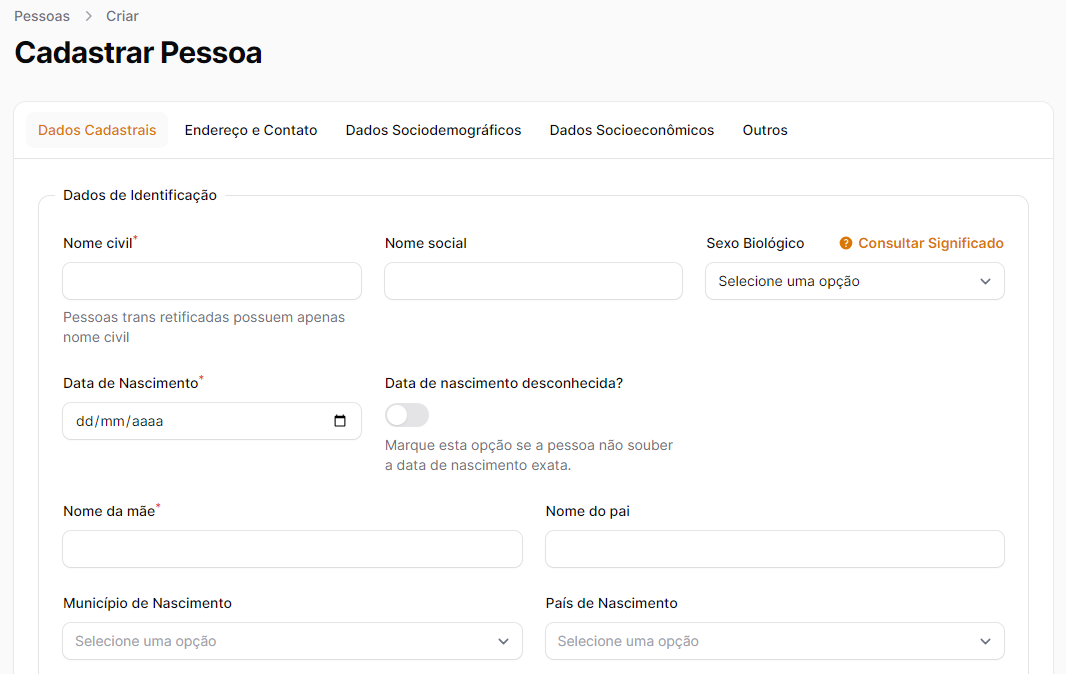 Pessoas > Criar
Cadastrar Pessoa
Dados Cadastrais Endereço e Contato Dados Sociodemográficos Dados Socioeconômicos Outros
Dados de Identificação
Nome civil* Nome social Sexo Biológico ? Consultar Significado
Selecione uma opção
Pessoas trans retificadas possuem apenas
nome civil
Data de Nascimento* Data de nascimento desconhecida?
dd/mm/aaaa
Marque esta opção se a pessoa não souber
a data de nascimento exata.
Nome da mãe* Nome do pai
Município de Nascimento País de Nascimento
Selecione uma opção Selecione uma opção